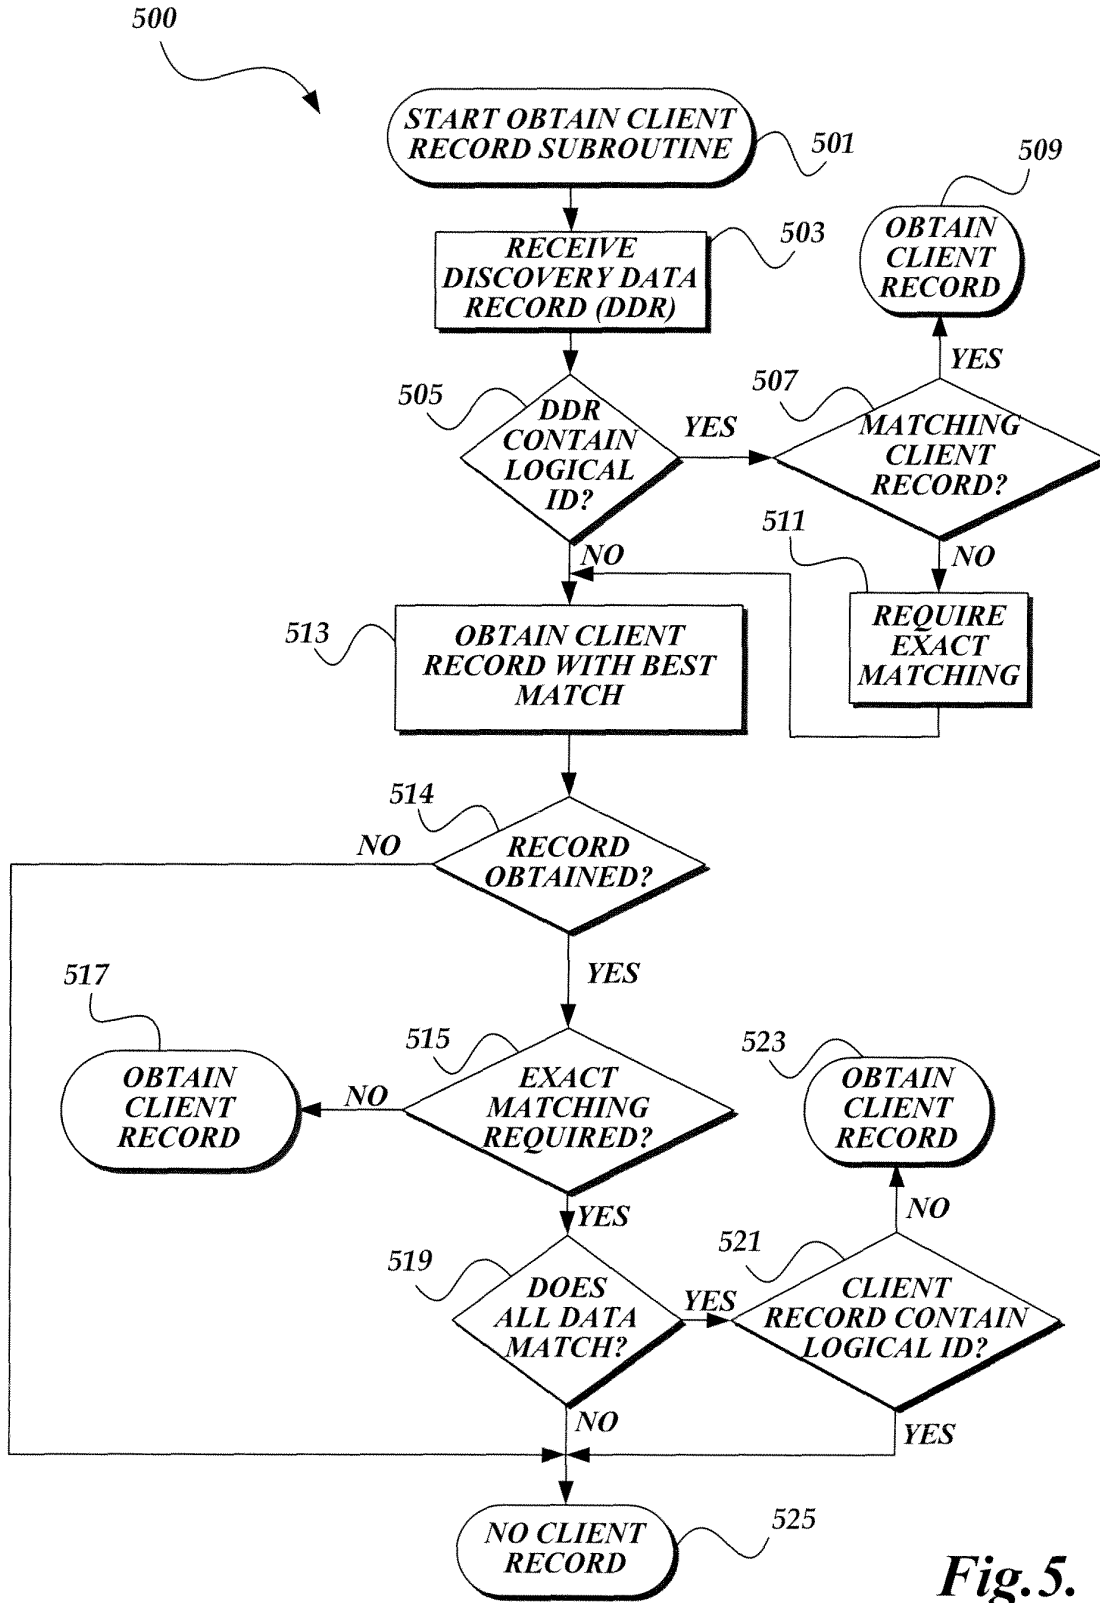 500
START OBTAIN CLIENT
RECORD SUBROUTINE
501
509
OBTAIN
CLIENT
RECORD
RECEIVE
DISCOVERY DATA
RECORD (DDR)
503
YES
505
DDR
CONTAIN
LOGICAL
ID?
YES
507
MATCHING
CLIENT
RECORD?
NO
511
NO
REQUIRE
EXACT
MATCHING
513
OBTAIN CLIENT
RECORD WITH BEST
MATCH
514
NO
RECORD
OBTAINED?
YES
517
OBTAIN
CLIENT
RECORD
NO
515
EXACT
MATCHING
REQUIRED?
523
OBTAIN
CLIENT
RECORD
YES
NO
519
DOES
ALL DATA
MATCH?
YES
521
CLIENT
RECORD CONTAIN
LOGICAL ID?
NO
YES
NO CLIENT
RECORD
525
Fig.5.